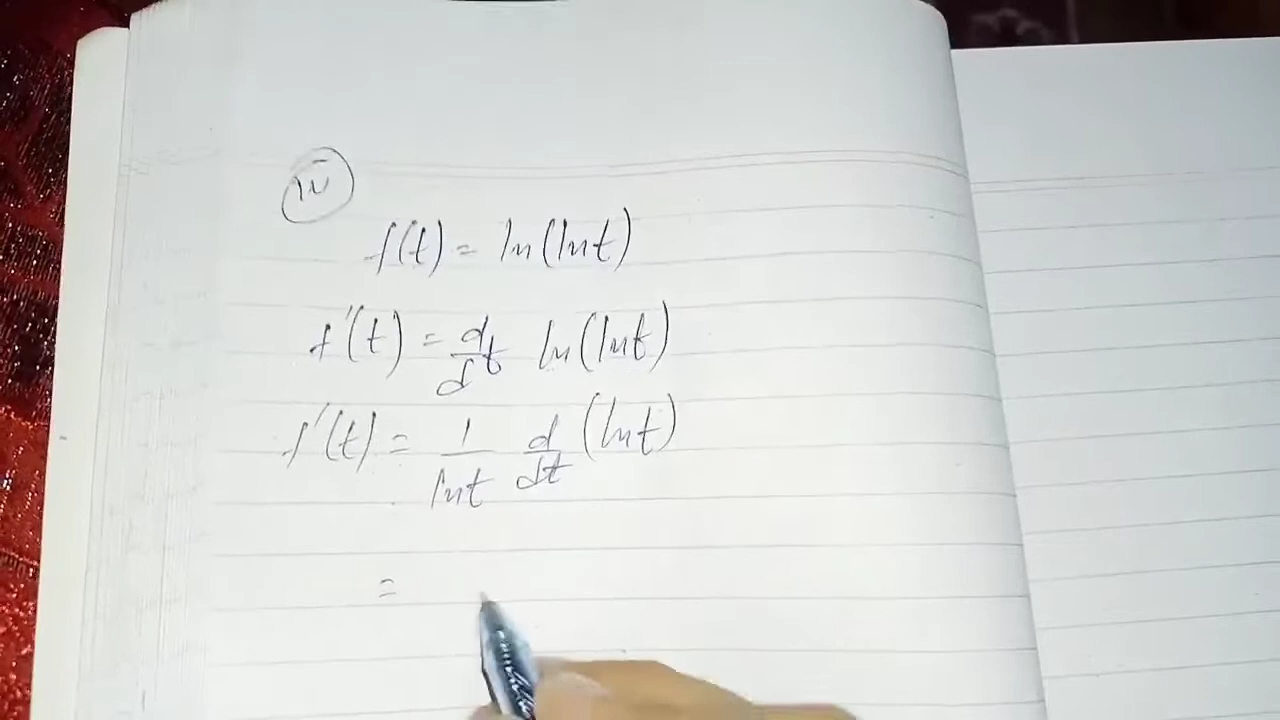 iv
f(t) = ln(lnt)
f'(t) = d/dt ln(lnt)
f'(t) = 1/lnt d/dt (lnt)
=